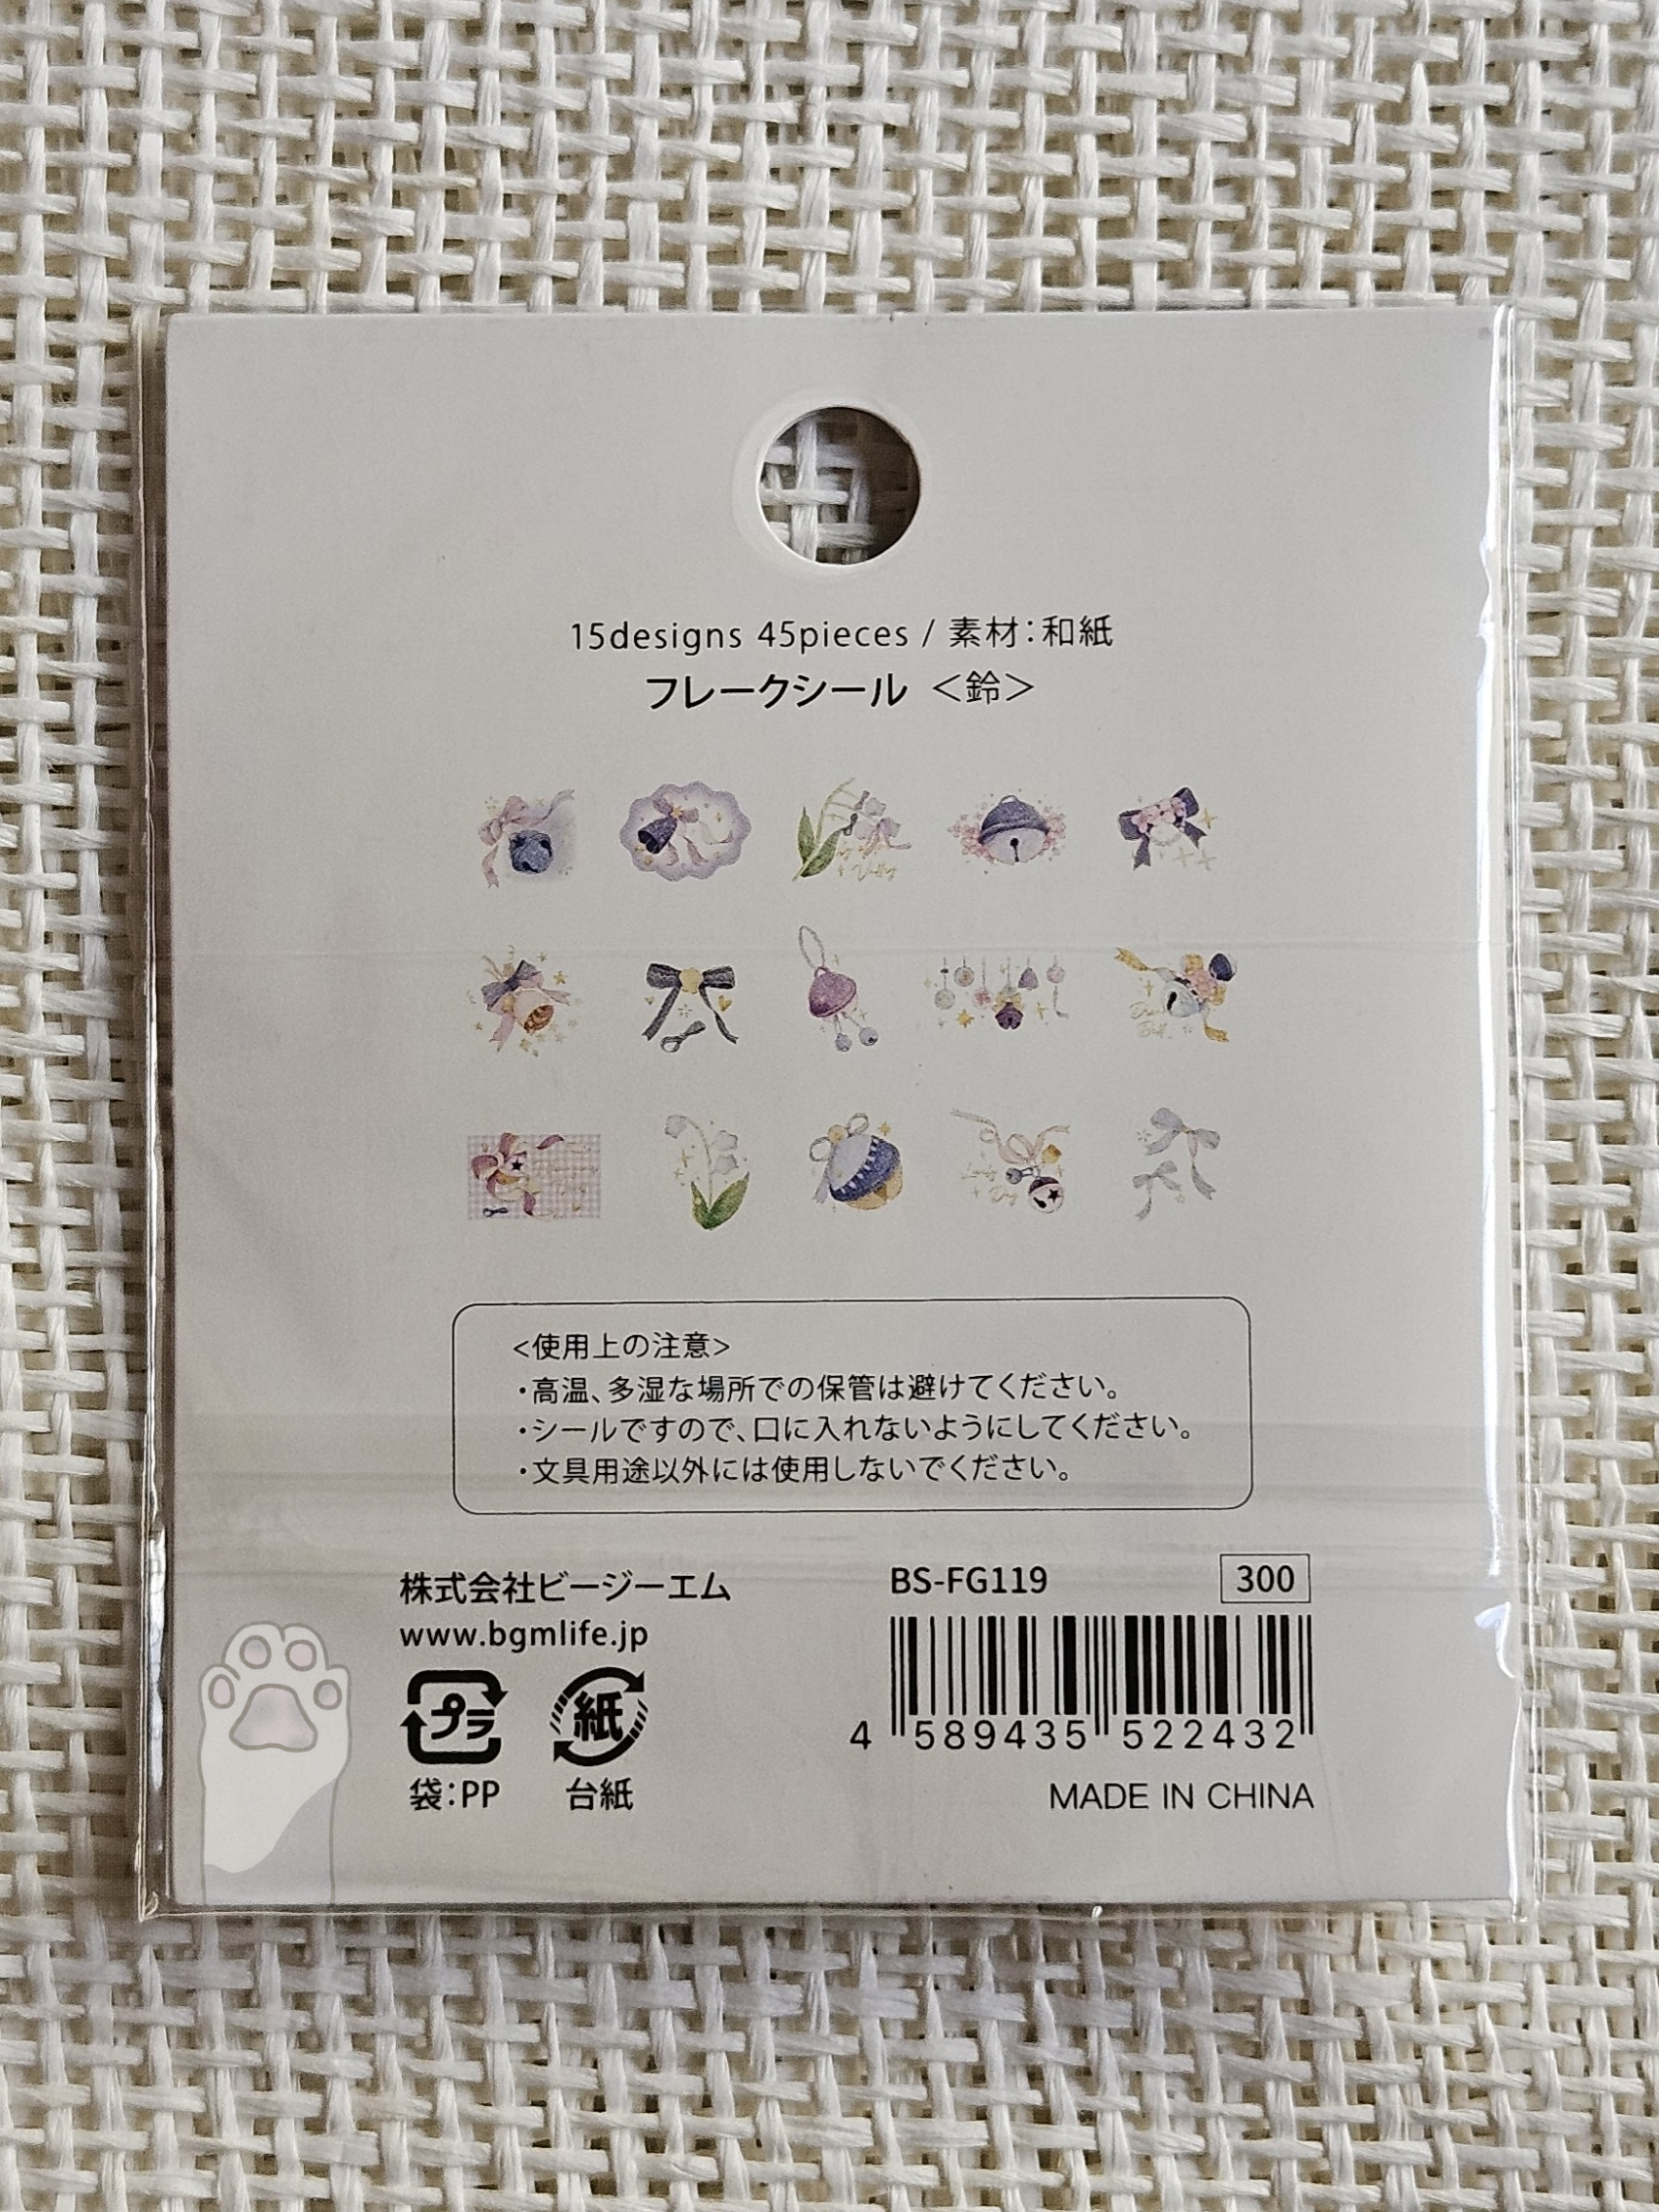 15designs 45pieces / 素材：和紙
フレークシール ＜鈴＞
<使用上の注意>
・高温、多湿な場所での保管は避けてください。
・シールですので、口に入れないようにしてください。
・文具用途以外には使用しないでください。
株式会社ビージーエム
www.bgmlife.jp
プラ
紙
袋：PP
台紙
BS-FG119
300
4 589435 522432
MADE IN CHINA